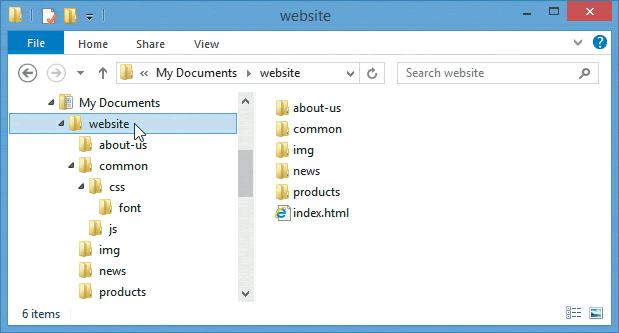 website
File Home Share View
« My Documents website Search website
My Documents
website
about-us
common
css
font
js
img
news
products
about-us
common
img
news
products
index.html
6 items